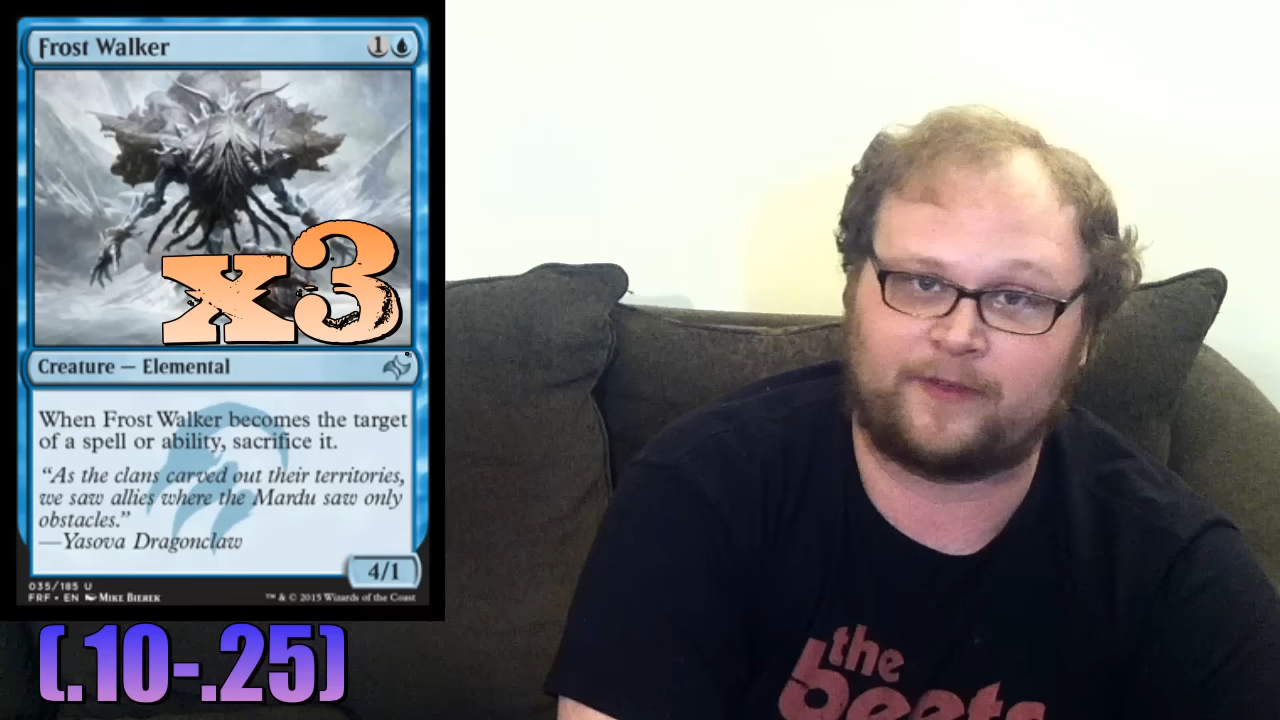 Frost Walker
1
X3
Creature — Elemental
When Frost Walker becomes the target
of a spell or ability, sacrifice it.
"As the clans carved out their territories,
we saw allies where the Mardu saw only
obstacles."
—Yasova Dragonclaw
4/1
035/185 U
FRF • EN Mike Bierek
™ & © 2015 Wizards of the Coast
(.10-.25)
the
beets